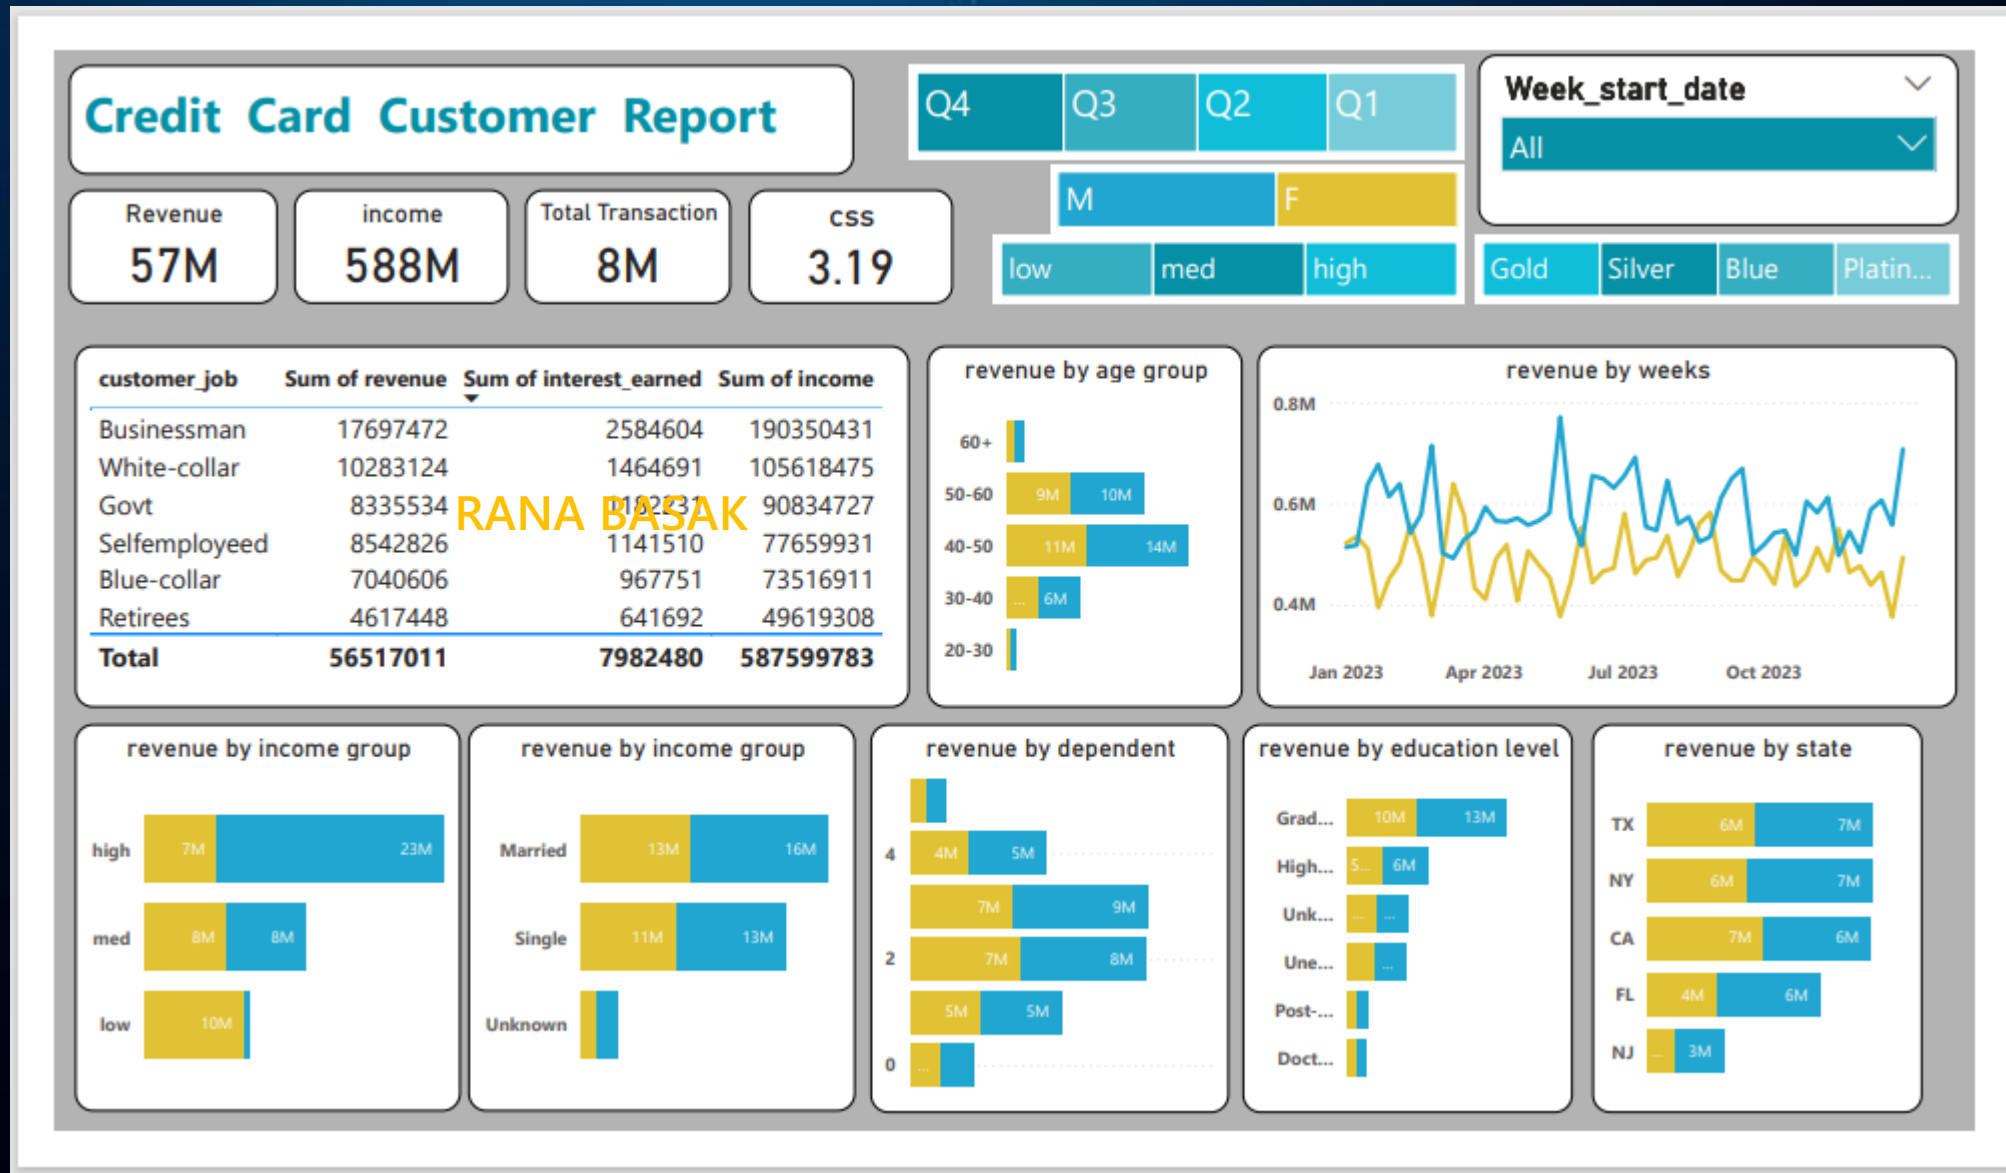 Credit Card Customer Report
Q4 Q3 Q2 Q1
Week_start_date
All
M F
Revenue
57M
income
588M
Total Transaction
8M
css
3.19
low med high
Gold Silver Blue Platin...
customer_job Sum of revenue Sum of interest_earned Sum of income
Businessman 17697472 2584604 190350431
White-collar 10283124 1464691 105618475
Govt 8335534 1182231 90834727
RANA BASAK
Selfemployeed 8542826 1141510 77659931
Blue-collar 7040606 967751 73516911
Retirees 4617448 641692 49619308
Total 56517011 7982480 587599783
revenue by age group
60+
50-60 9M 10M
40-50 11M 14M
30-40 ... 6M
20-30
revenue by weeks
0.8M
0.6M
0.4M
Jan 2023 Apr 2023 Jul 2023 Oct 2023
revenue by income group
high 7M 23M
med 8M 8M
low 10M
revenue by income group
Married 13M 16M
Single 11M 13M
Unknown
revenue by dependent
4 4M 5M
7M 9M
2 7M 8M
5M 5M
0 ...
revenue by education level
Grad... 10M 13M
High... 5... 6M
Unk... ... ...
Une... ...
Post-...
Doct...
revenue by state
TX 6M 7M
NY 6M 7M
CA 7M 6M
FL 4M 6M
NJ ... 3M